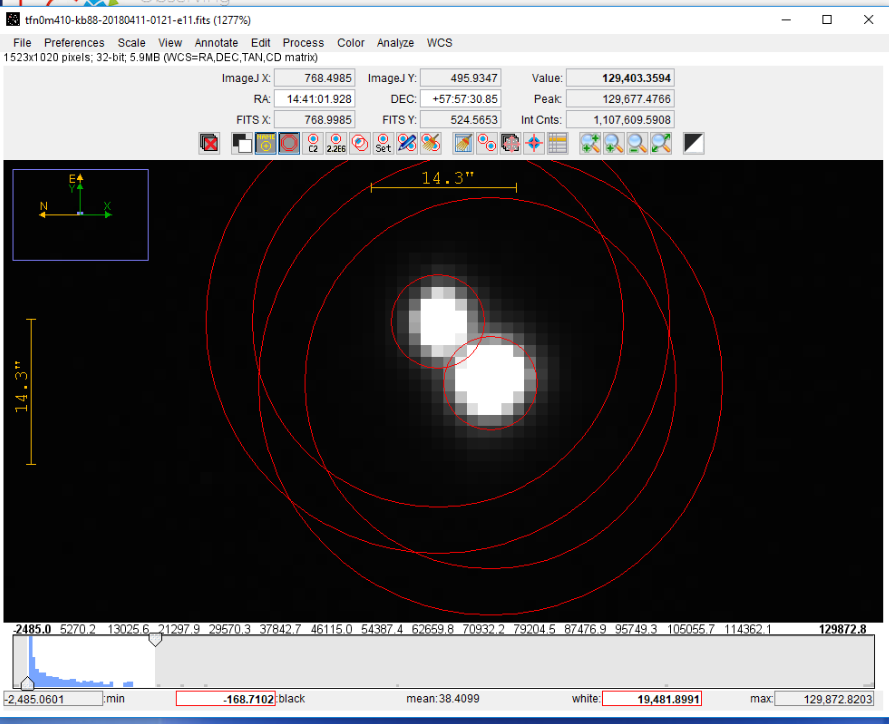 tfn0m410-kb88-20180411-0121-e11.fits (1277%)
File Preferences Scale View Annotate Edit Process Color Analyze WCS
1523x1020 pixels; 32-bit; 5.9MB (WCS=RA,DEC,TAN,CD matrix)
ImageJ X: 768.4985 ImageJ Y: 495.9347 Value: 129,403.3594
RA: 14:41:01.928 DEC: +57:57:30.85 Peak: 129,677.4766
FITS X: 768.9985 FITS Y: 524.5653 Int Cnts: 1,107,609.5908
C2 2.2E6 Set
14.3"
E
Y
N X
14.3"
-2485.0 5270.2 13025.6 21297.9 29570.3 37842.7 46115.0 54387.4 62659.8 70932.2 79204.5 87476.9 95749.3 105055.7 114362.1 129872.8
-2,485.0601 :min -168.7102 :black mean:38.4099 white: 19,481.8991 max: 129,872.8203